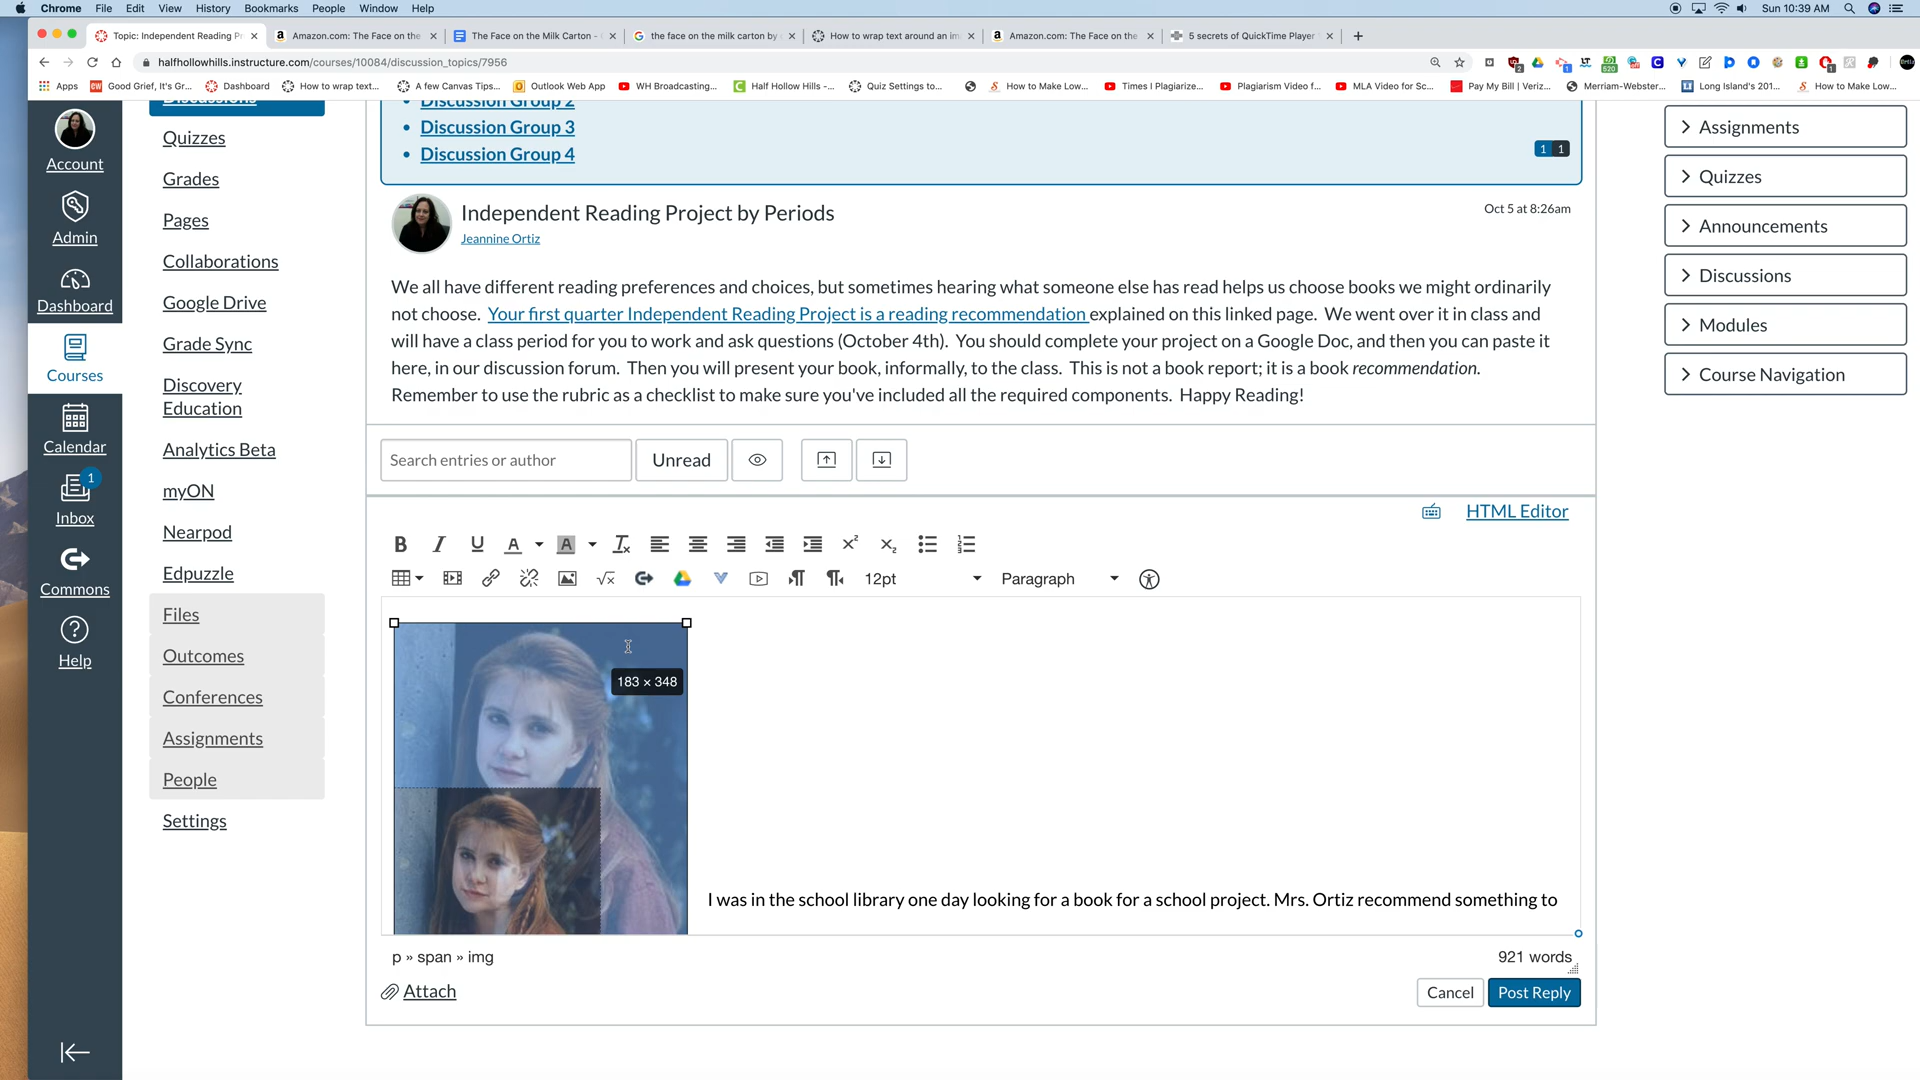 Chrome File Edit View History Bookmarks People Window Help Sun 10:39 AM
Topic: Independent Reading Pr Amazon.com: The Face on the The Face on the Milk Carton - the face on the milk carton by How to wrap text around an im Amazon.com: The Face on the 5 secrets of QuickTime Player
halfhollowhills.instructure.com/courses/10084/discussion_topics/7956
Apps Good Grief, It's Gr... Dashboard How to wrap text... A few Canvas Tips... Outlook Web App WH Broadcasting... Half Hollow Hills -... Quiz Settings to... How to Make Low... Times I Plagiarize... Plagiarism Video f... MLA Video for Sc... Pay My Bill | Veriz... Merriam-Webster... Long Island's 201... How to Make Low...
Account
Admin
Dashboard
Courses
Calendar
1
Inbox
Commons
Help
Discussions
Quizzes
Grades
Pages
Collaborations
Google Drive
Grade Sync
Discovery
Education
Analytics Beta
myON
Nearpod
Edpuzzle
Files
Outcomes
Conferences
Assignments
People
Settings
Discussion Group 2
Discussion Group 3
Discussion Group 4
1 1
Independent Reading Project by Periods
Oct 5 at 8:26am
Jeannine Ortiz
We all have different reading preferences and choices, but sometimes hearing what someone else has read helps us choose books we might ordinarily
not choose. Your first quarter Independent Reading Project is a reading recommendation explained on this linked page. We went over it in class and
will have a class period for you to work and ask questions (October 4th). You should complete your project on a Google Doc, and then you can paste it
here, in our discussion forum. Then you will present your book, informally, to the class. This is not a book report; it is a book recommendation.
Remember to use the rubric as a checklist to make sure you've included all the required components. Happy Reading!
Search entries or author Unread
HTML Editor
12pt Paragraph
183 × 348
I was in the school library one day looking for a book for a school project. Mrs. Ortiz recommend something to
p » span » img
921 words
Attach
Cancel Post Reply
Assignments
Quizzes
Announcements
Discussions
Modules
Course Navigation